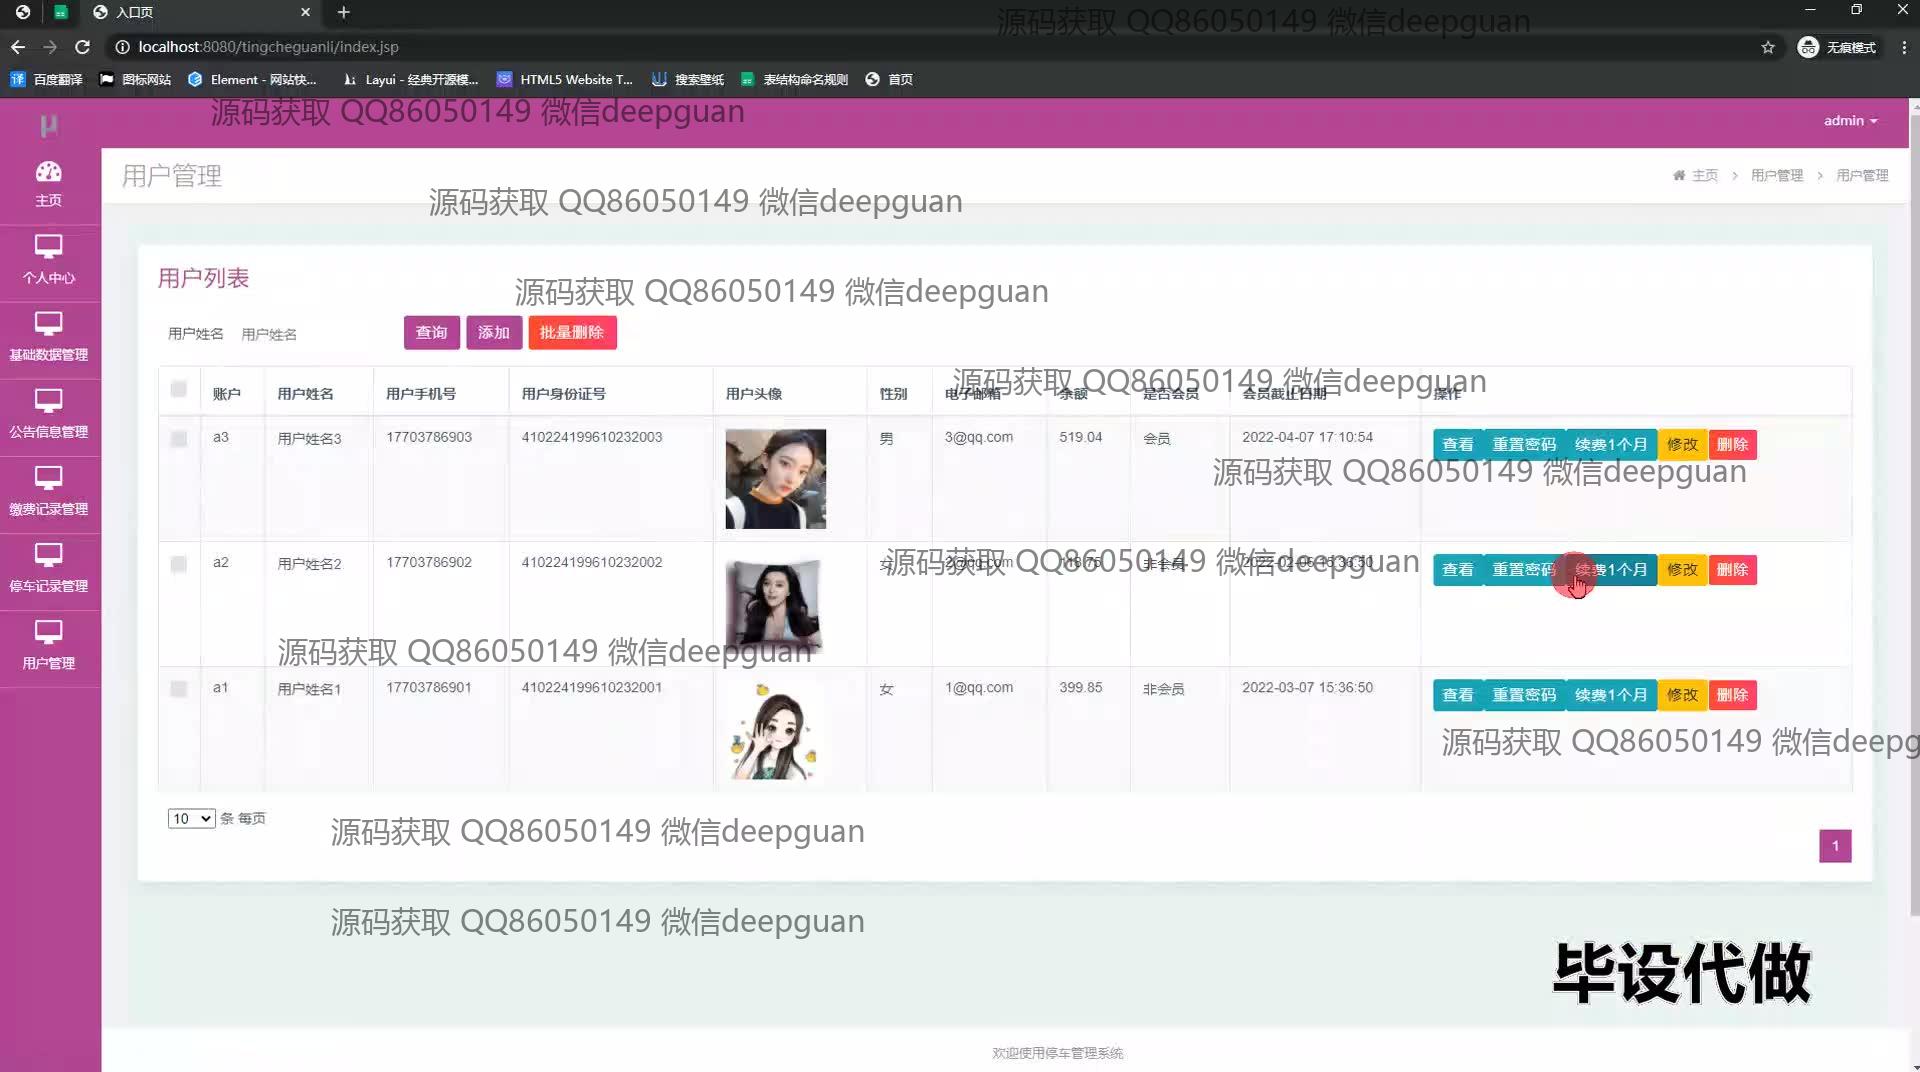 入口页
源码获取 QQ86050149 微信deepguan
localhost:8080/tingcheguanli/index.jsp
无痕模式
百度翻译 图标网站 Element - 网站快... Layui - 经典开源模... HTML5 Website T... 搜索壁纸 表结构命名规则 首页
源码获取 QQ86050149 微信deepguan
admin
主页
用户管理
主页 > 用户管理 > 用户管理
源码获取 QQ86050149 微信deepguan
个人中心
用户列表
源码获取 QQ86050149 微信deepguan
基础数据管理
用户姓名 用户姓名 查询 添加 批量删除
源码获取 QQ86050149 微信deepguan
账户 用户姓名 用户手机号 用户身份证号 用户头像 性别 电子邮箱 余额 是否会员 会员截止日期 操作
公告信息管理
a3 用户姓名3 17703786903 410224199610232003 男 3@qq.com 519.04 会员 2022-04-07 17:10:54 查看 重置密码 续费1个月 修改 删除
源码获取 QQ86050149 微信deepguan
缴费记录管理
a2 用户姓名2 17703786902 410224199610232002 女 2@qq.com 非会员 2022-02-06 15:36:50 查看 重置密码 续费1个月 修改 删除
源码获取 QQ86050149 微信deepguan
停车记录管理
源码获取 QQ86050149 微信deepguan
用户管理
a1 用户姓名1 17703786901 410224199610232001 女 1@qq.com 399.85 非会员 2022-03-07 15:36:50 查看 重置密码 续费1个月 修改 删除
源码获取 QQ86050149 微信deepg
10 条 每页
源码获取 QQ86050149 微信deepguan
1
源码获取 QQ86050149 微信deepguan
毕设代做
欢迎使用停车管理系统